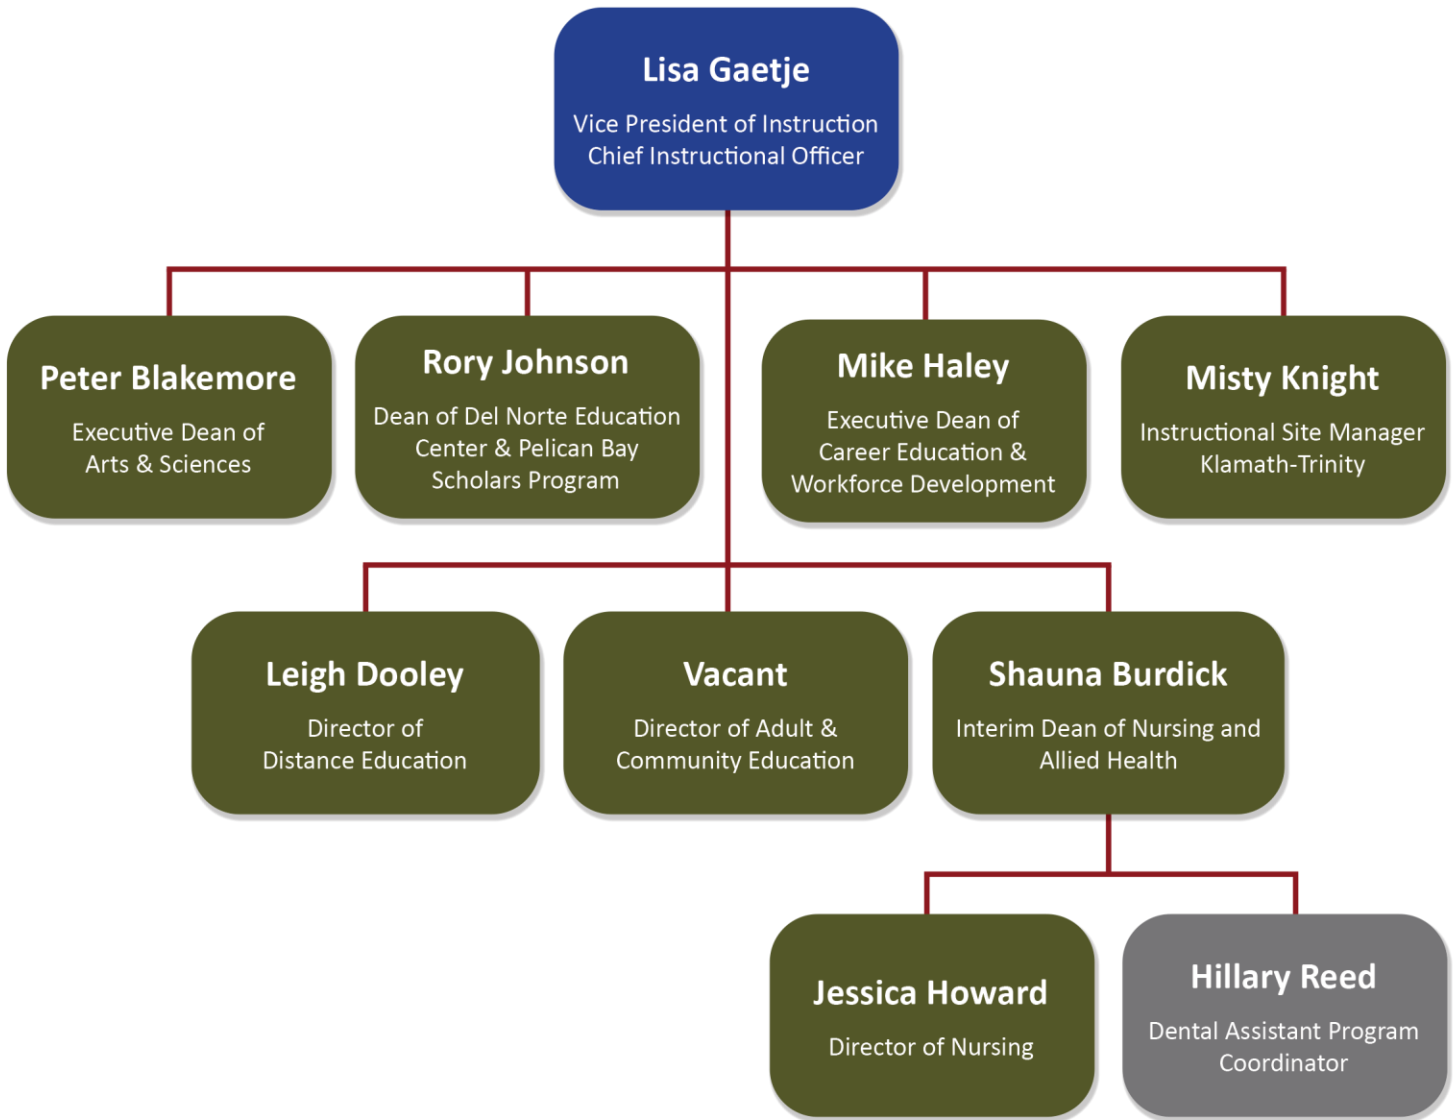 Lisa Gaetje
Vice President of Instruction
Chief Instructional Officer
Peter Blakemore
Executive Dean of
Arts & Sciences
Rory Johnson
Dean of Del Norte Education
Center & Pelican Bay
Scholars Program
Mike Haley
Executive Dean of
Career Education &
Workforce Development
Misty Knight
Instructional Site Manager
Klamath-Trinity
Leigh Dooley
Director of
Distance Education
Vacant
Director of Adult &
Community Education
Shauna Burdick
Interim Dean of Nursing and
Allied Health
Jessica Howard
Director of Nursing
Hillary Reed
Dental Assistant Program
Coordinator